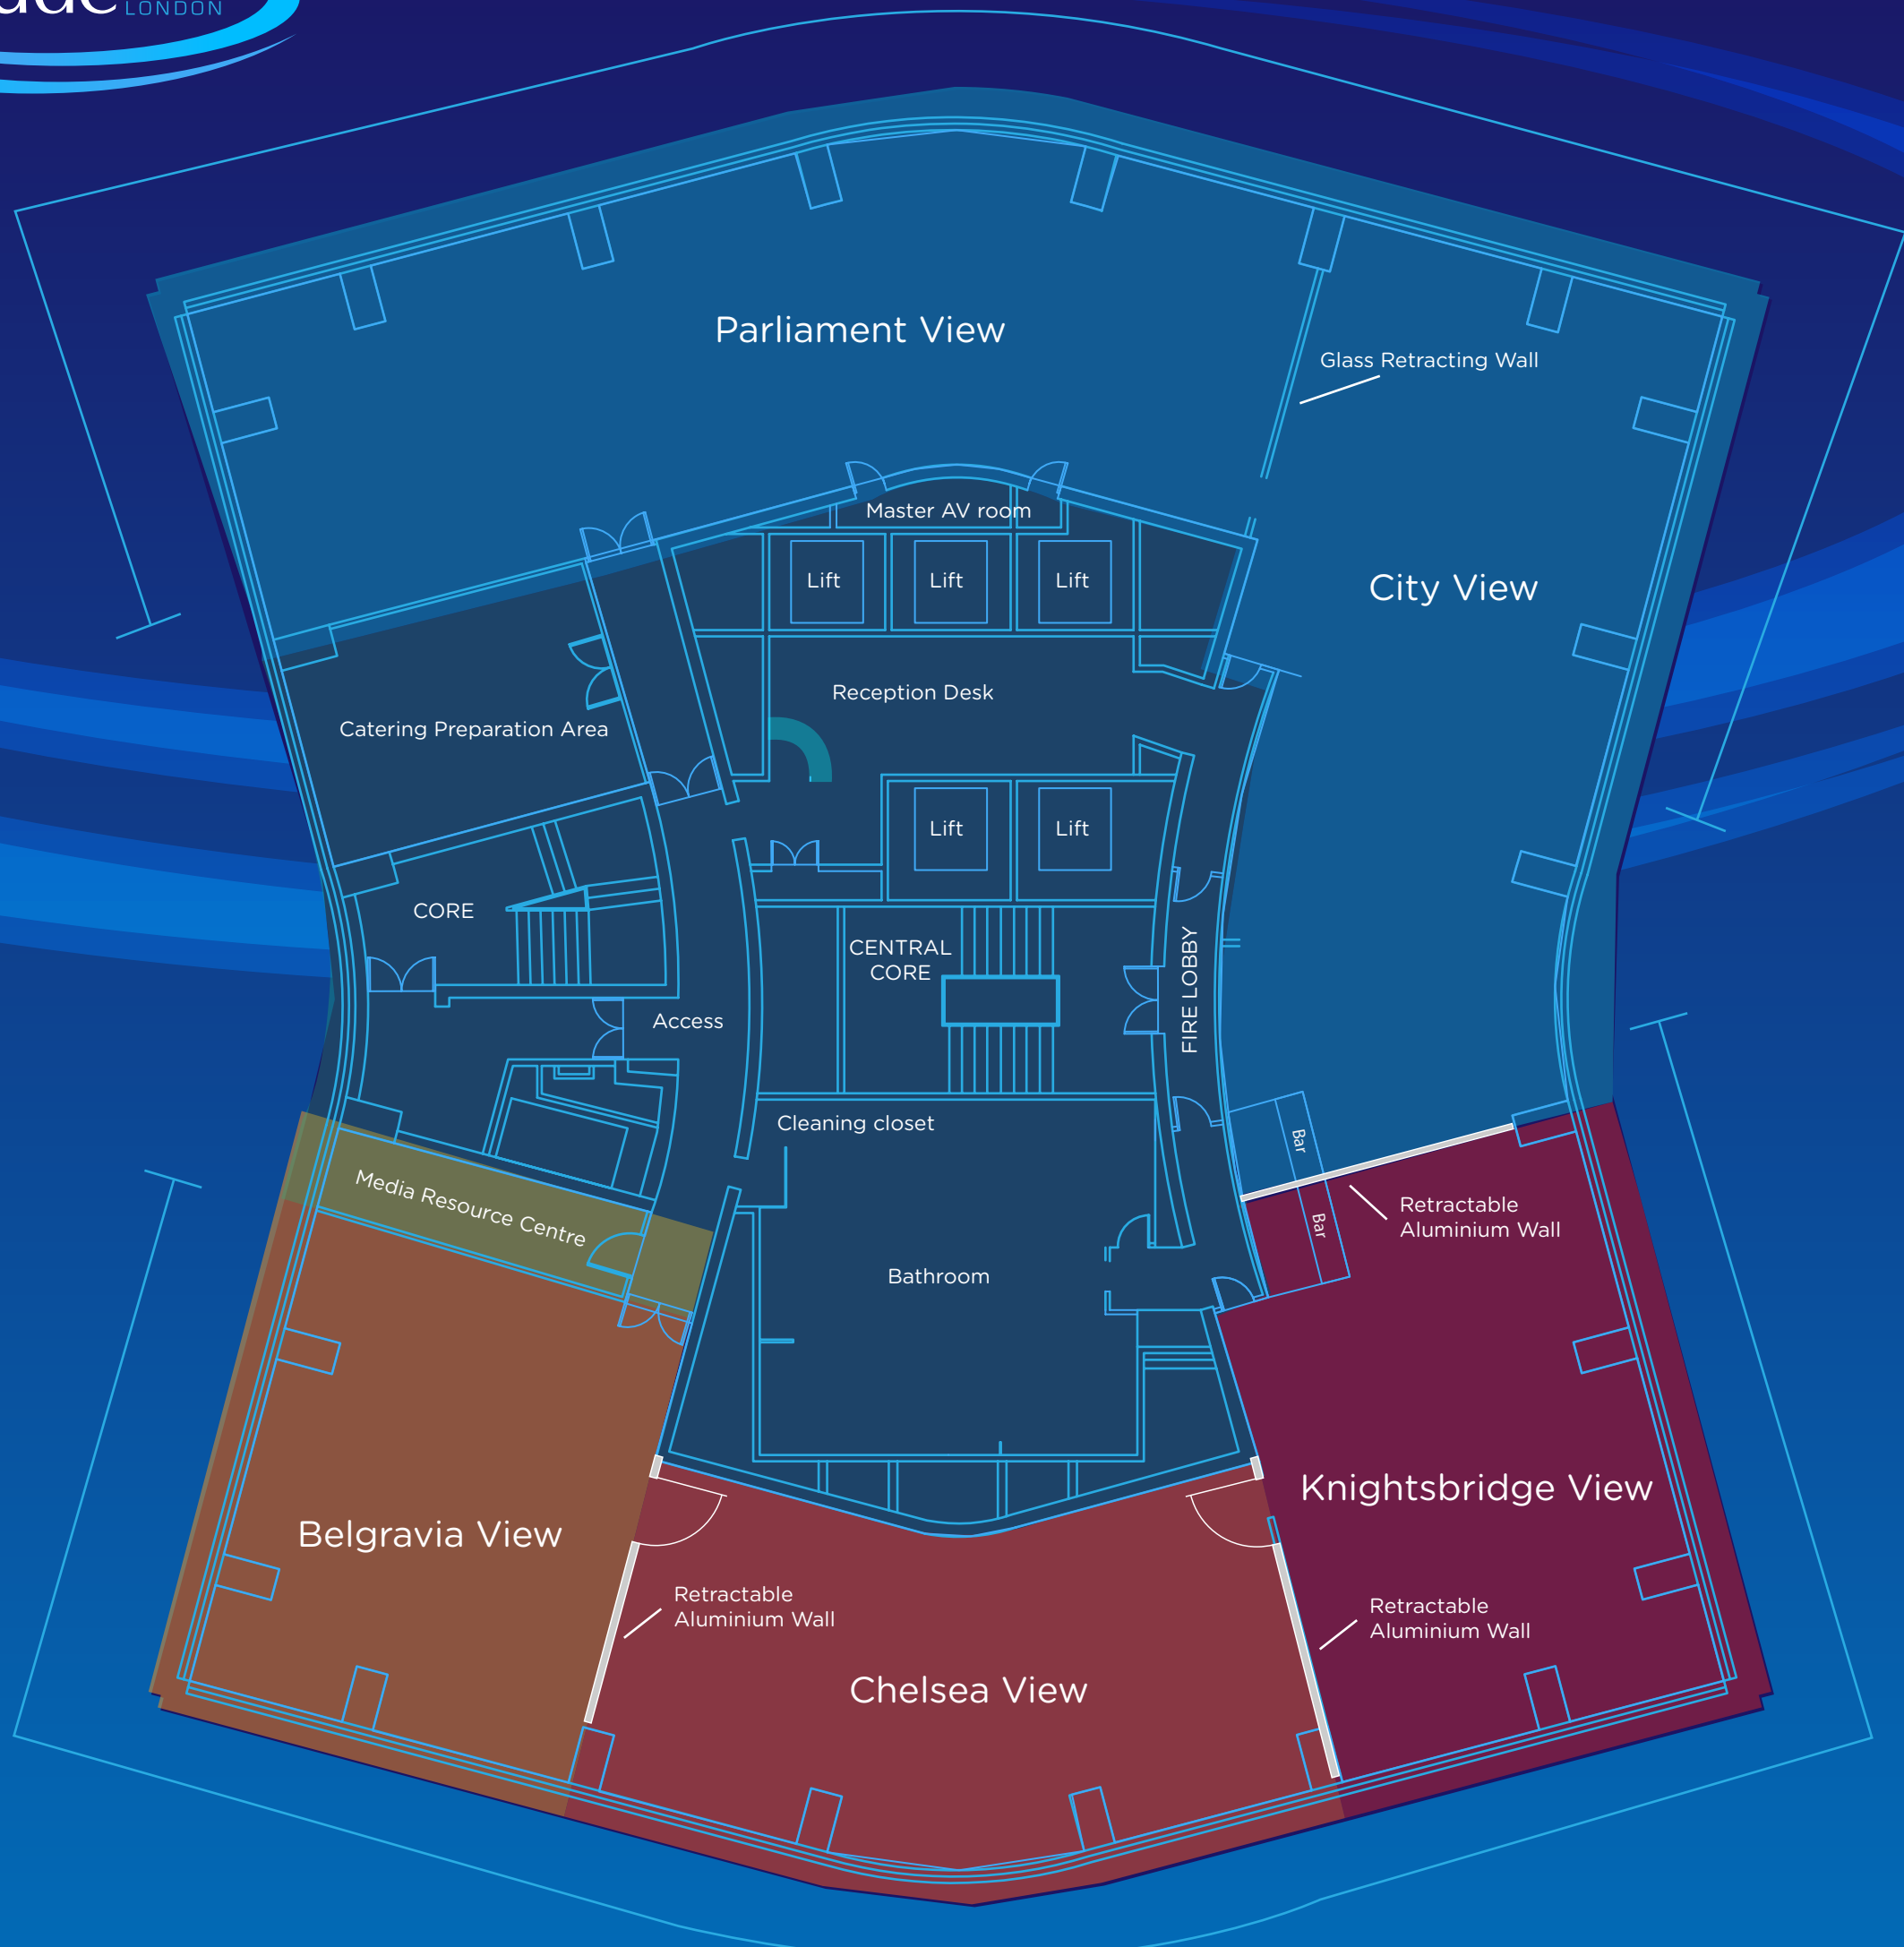 LONDON
Parliament View
Glass Retracting Wall
Master AV room
Lift
Lift
Lift
City View
Reception Desk
Catering Preparation Area
Lift
Lift
CORE
CENTRAL
CORE
FIRE LOBBY
Access
Cleaning closet
Bar
Media Resource Centre
Retractable
Aluminium Wall
Bar
Bathroom
Knightsbridge View
Belgravia View
Retractable
Aluminium Wall
Retractable
Aluminium Wall
Chelsea View